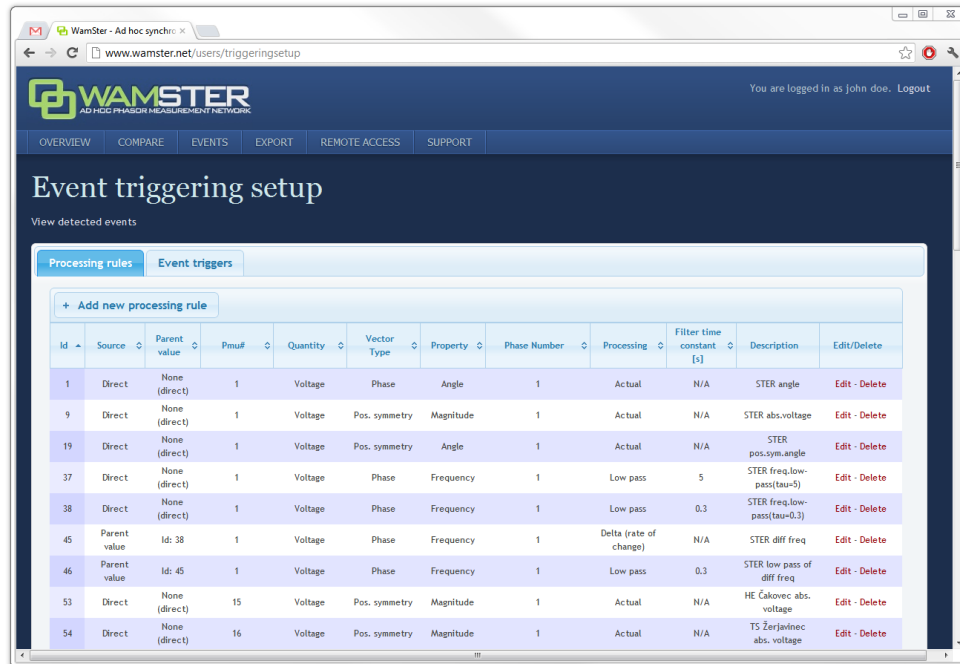 WamSter - Ad hoc synchro
www.wamster.net/users/triggeringsetup
WAMSTER
AD HOC PHASOR MEASUREMENT NETWORK
You are logged in as john doe. Logout
OVERVIEW COMPARE EVENTS EXPORT REMOTE ACCESS SUPPORT
Event triggering setup
View detected events
Processing rules Event triggers
+ Add new processing rule
Id Source Parent value Pmu# Quantity Vector Type Property Phase Number Processing Filter time constant [s] Description Edit/Delete
1 Direct None (direct) 1 Voltage Phase Angle 1 Actual N/A STER angle Edit - Delete
9 Direct None (direct) 1 Voltage Pos. symmetry Magnitude 1 Actual N/A STER abs.voltage Edit - Delete
19 Direct None (direct) 1 Voltage Pos. symmetry Angle 1 Actual N/A STER pos.sym.angle Edit - Delete
37 Direct None (direct) 1 Voltage Phase Frequency 1 Low pass 5 STER freq.low-pass(tau=5) Edit - Delete
38 Direct None (direct) 1 Voltage Phase Frequency 1 Low pass 0.3 STER freq.low-pass(tau=0.3) Edit - Delete
45 Parent value Id: 38 1 Voltage Phase Frequency 1 Delta (rate of change) N/A STER diff freq Edit - Delete
46 Parent value Id: 45 1 Voltage Phase Frequency 1 Low pass 0.3 STER low pass of diff freq Edit - Delete
53 Direct None (direct) 15 Voltage Pos. symmetry Magnitude 1 Actual N/A HE Čakovec abs. voltage Edit - Delete
54 Direct None (direct) 16 Voltage Pos. symmetry Magnitude 1 Actual N/A TS Žerjavinec abs. voltage Edit - Delete